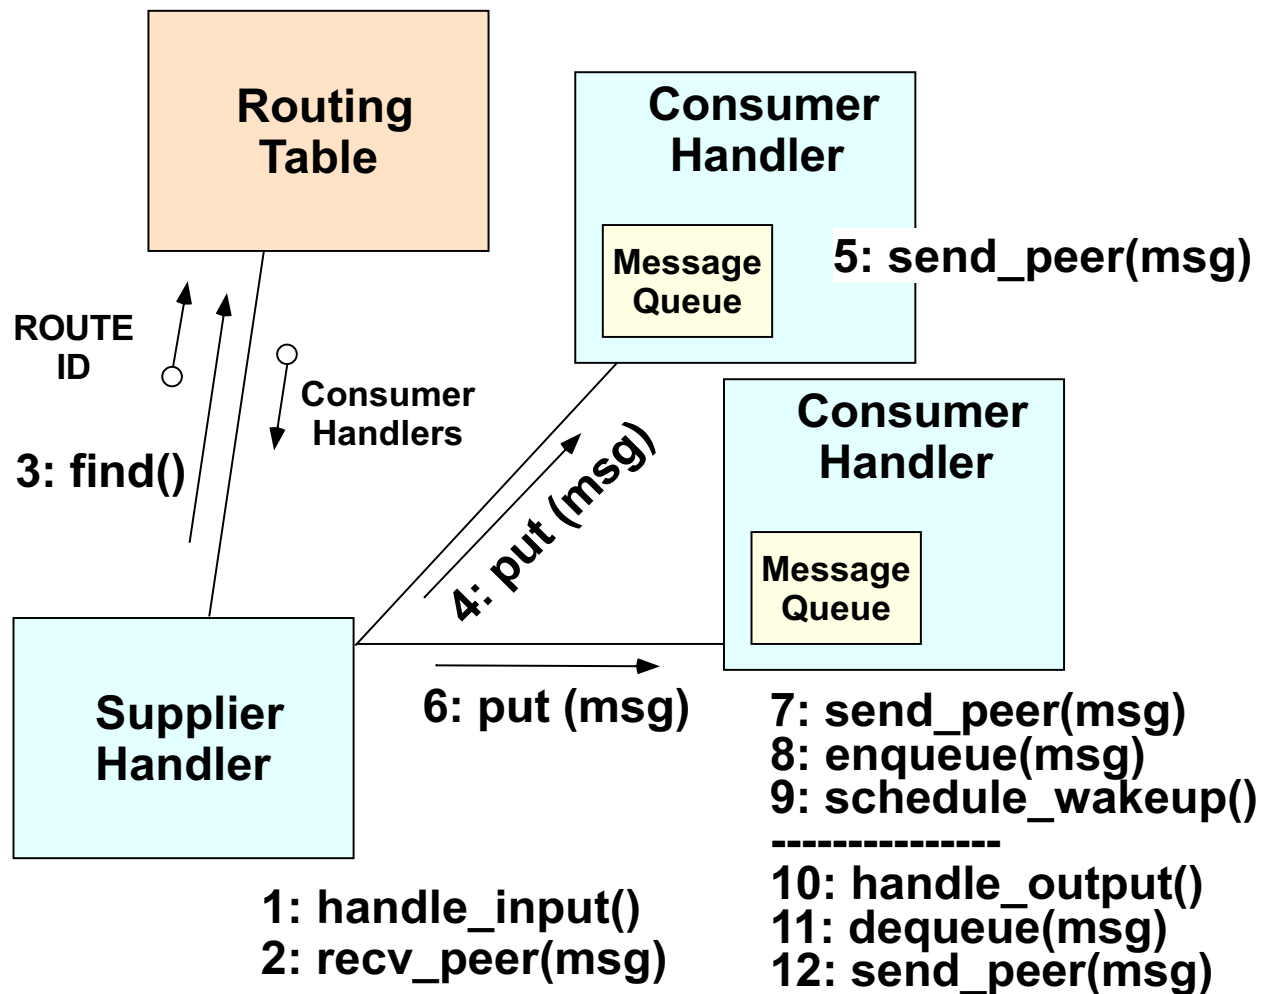 Routing
Table
Consumer
Handler
Message
Queue
5: send_peer(msg)
ROUTE
ID
Consumer
Handlers
3: find()
4: put (msg)
Consumer
Handler
Message
Queue
Supplier
Handler
6: put (msg)
7: send_peer(msg)
8: enqueue(msg)
9: schedule_wakeup()
---------------
10: handle_output()
11: dequeue(msg)
12: send_peer(msg)
1: handle_input()
2: recv_peer(msg)